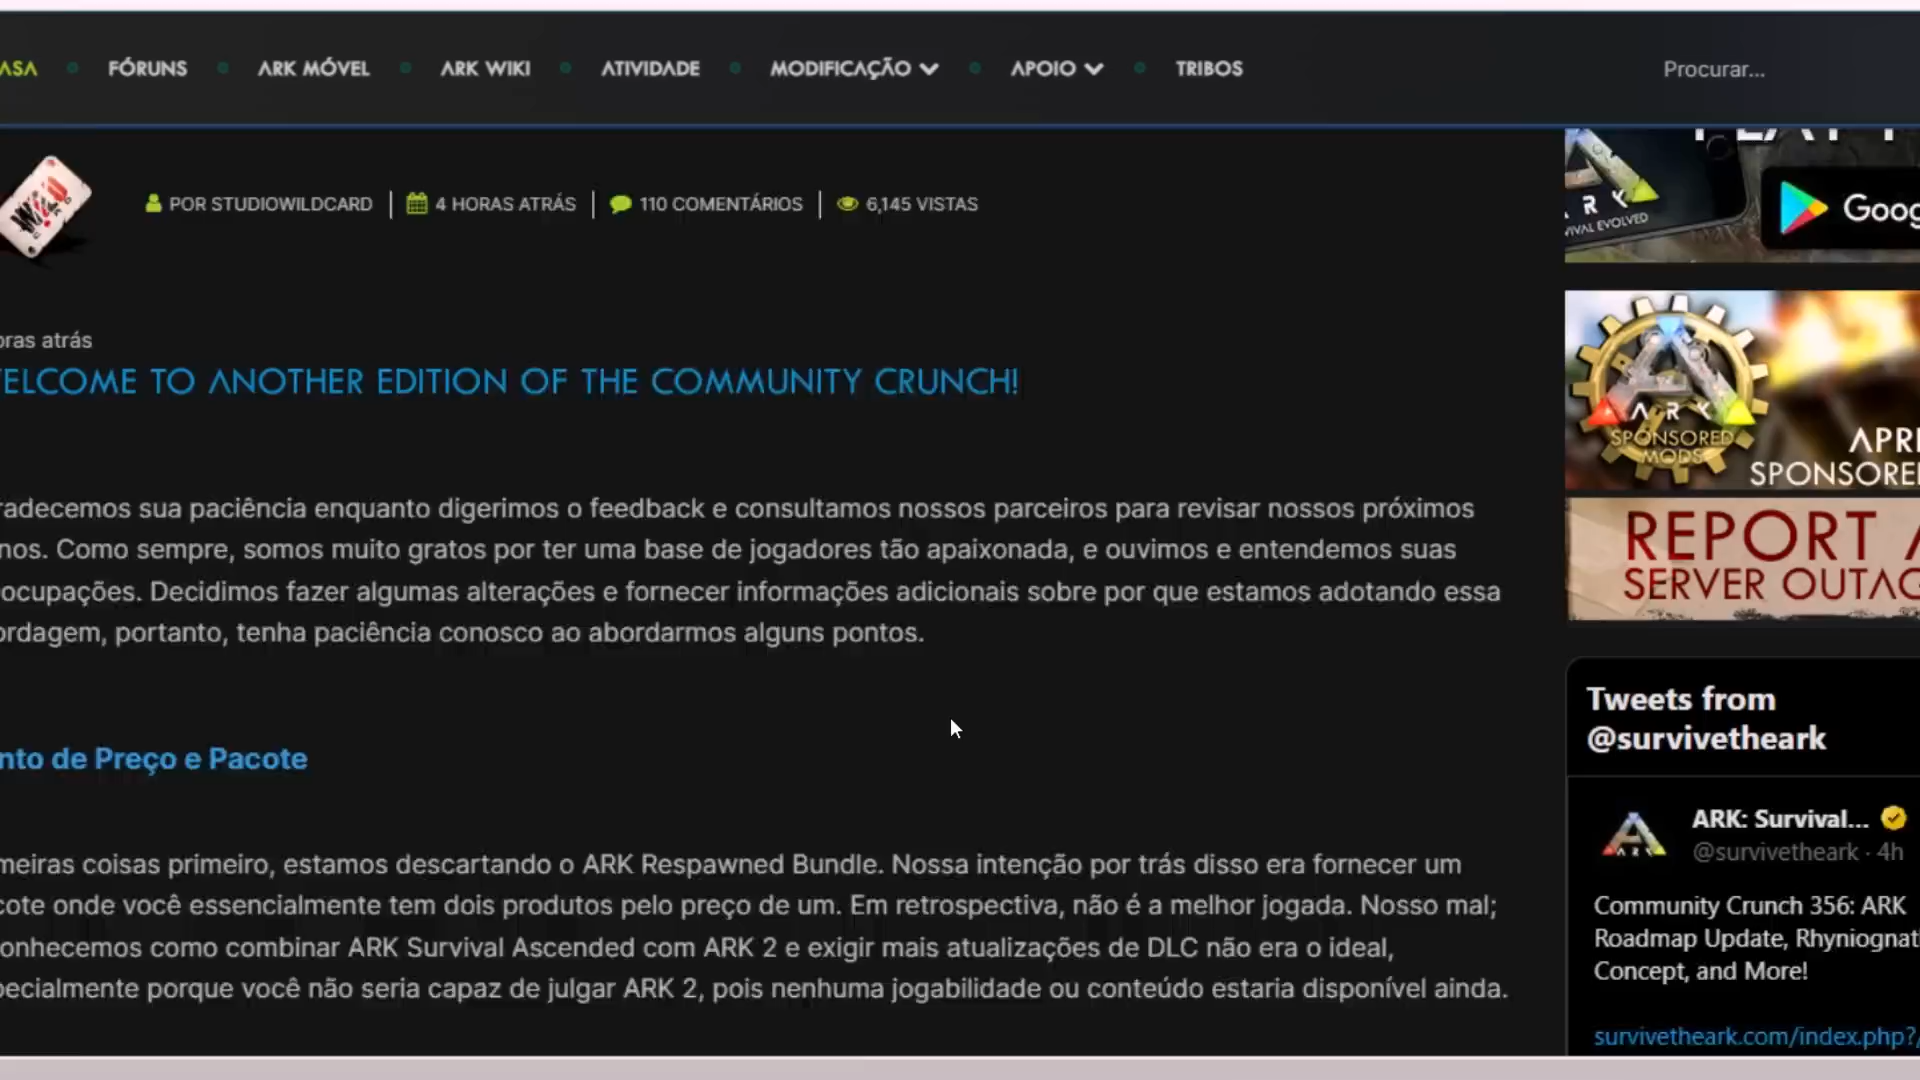 ASA
FÓRUNS
ARK MÓVEL
ARK WIKI
ATIVIDADE
MODIFICAÇÃO
APOIO
TRIBOS
Procurar...
POR STUDIOWILDCARD
4 HORAS ATRÁS
110 COMENTÁRIOS
6,145 VISTAS
oras atrás
ELCOME TO ANOTHER EDITION OF THE COMMUNITY CRUNCH!
radecemos sua paciência enquanto digerimos o feedback e consultamos nossos parceiros para revisar nossos próximos
nos. Como sempre, somos muito gratos por ter uma base de jogadores tão apaixonada, e ouvimos e entendemos suas
ocupações. Decidimos fazer algumas alterações e fornecer informações adicionais sobre por que estamos adotando essa
ordagem, portanto, tenha paciência conosco ao abordarmos alguns pontos.
nto de Preço e Pacote
meiras coisas primeiro, estamos descartando o ARK Respawned Bundle. Nossa intenção por trás disso era fornecer um
cote onde você essencialmente tem dois produtos pelo preço de um. Em retrospectiva, não é a melhor jogada. Nosso mal;
onhecemos como combinar ARK Survival Ascended com ARK 2 e exigir mais atualizações de DLC não era o ideal,
pecialmente porque você não seria capaz de julgar ARK 2, pois nenhuma jogabilidade ou conteúdo estaria disponível ainda.
RK
VIVAL EVOLVED
Goog
ARK
SPONSORED
MODS
APRI
SPONSORE
REPORT A
SERVER OUTAG
Tweets from
@survivetheark
ARK: Survival...
@survivetheark · 4h
Community Crunch 356: ARK
Roadmap Update, Rhyniognat
Concept, and More!
survivetheark.com/index.php?/